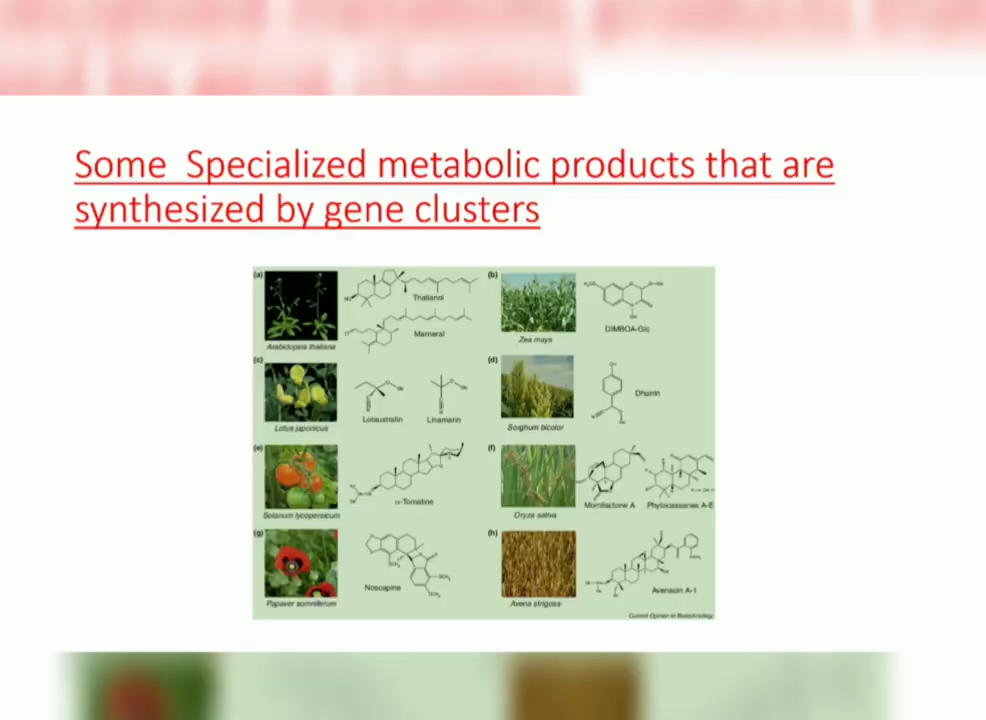 Some Specialized metabolic products that are
synthesized by gene clusters
(a)
Thalianol
Marneral
Arabidopsis thaliana
(b)
DIMBOA-Glc
Zea mays
(c)
Lotaustralin
Linamarin
Lotus japonicus
(d)
Dhurrin
Sorghum bicolor
(e)
α-Tomatine
Solanum lycopersicum
(f)
Momilactone A
Phytocassanes A-E
Oryza sativa
(g)
Noscapine
Papaver somniferum
(h)
Avenacin A-1
Avena strigosa
Current Opinion in Biotechnology